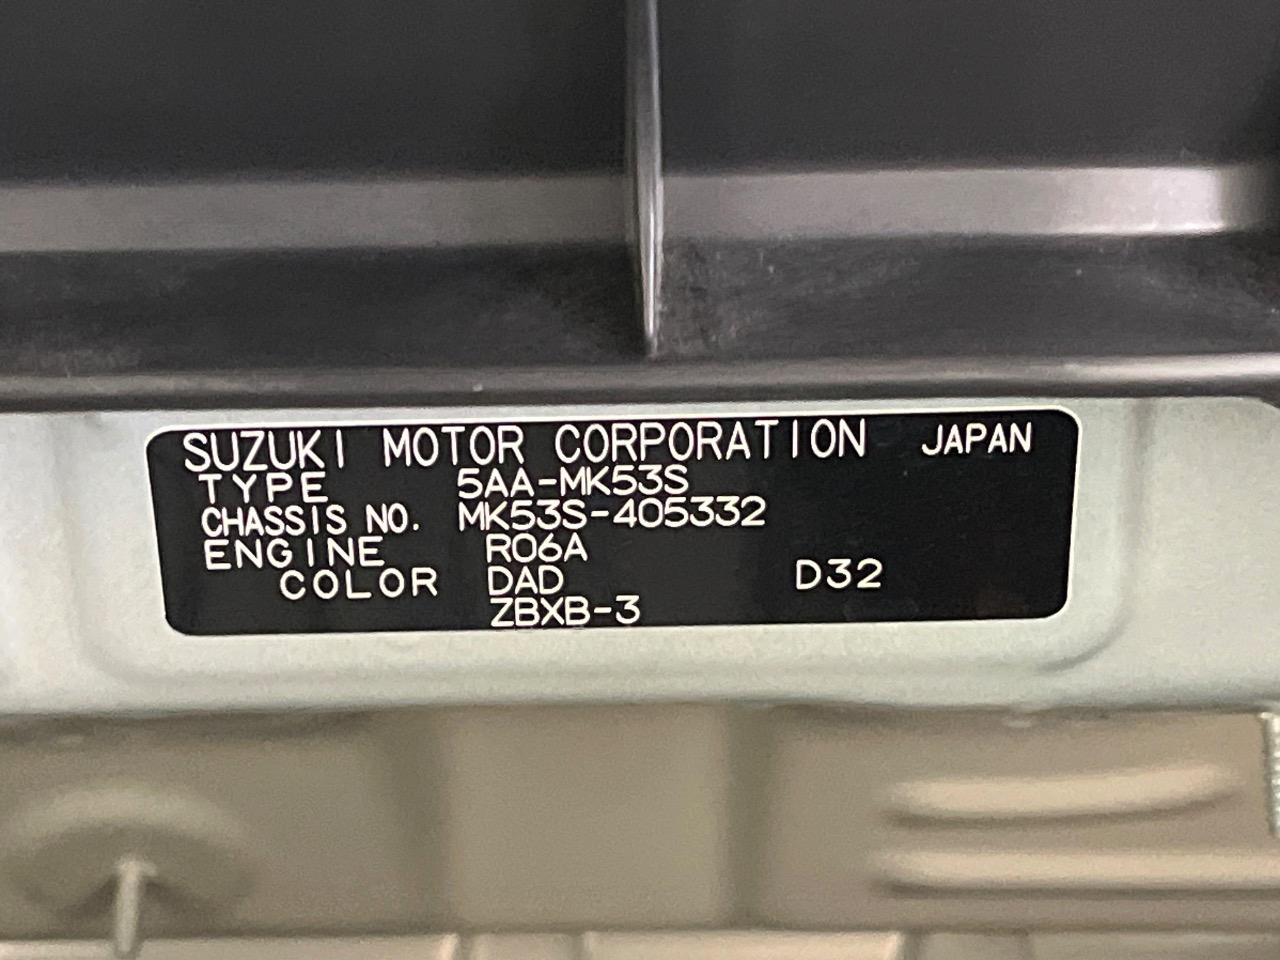 SUZUKI MOTOR CORPORATION JAPAN
TYPE 5AA-MK53S
CHASSIS NO. MK53S-405332
ENGINE R06A
COLOR DAD D32
ZBXB-3